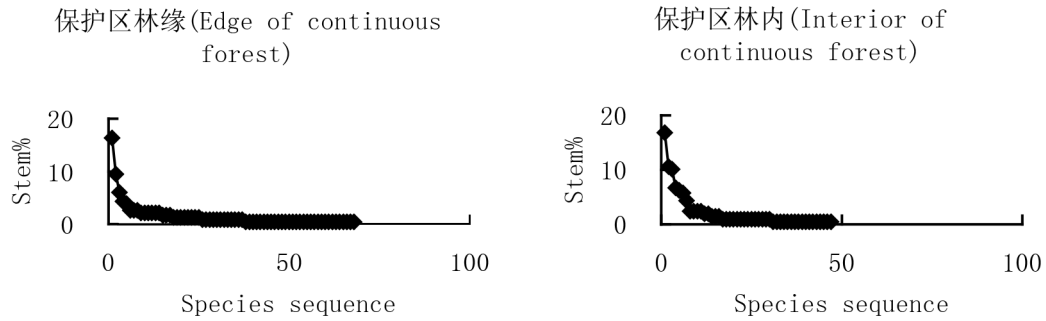 保护区林缘(Edge of continuous
forest)
20
10
0
Stem%
0 50 100
Species sequence
保护区林内(Interior of
continuous forest)
20
10
0
Stem%
0 50 100
Species sequence